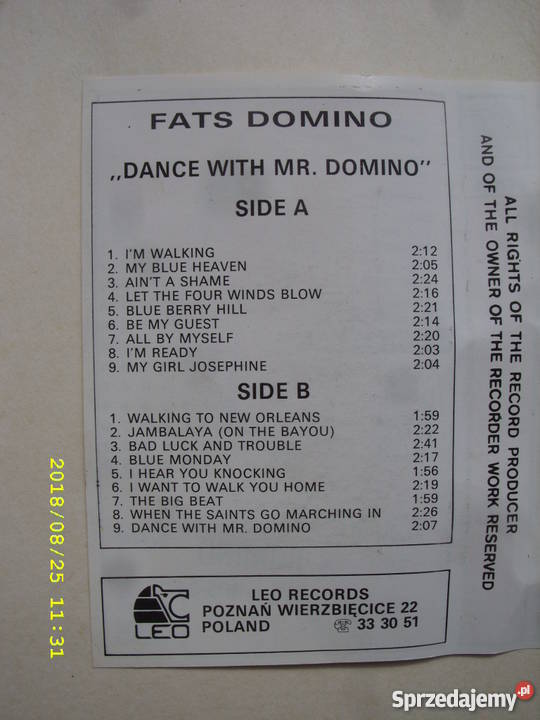 FATS DOMINO
„DANCE WITH MR. DOMINO"
SIDE A
1. I'M WALKING 2:12
2. MY BLUE HEAVEN 2:05
3. AIN'T A SHAME 2:24
4. LET THE FOUR WINDS BLOW 2:16
5. BLUE BERRY HILL 2:21
6. BE MY GUEST 2:14
7. ALL BY MYSELF 2:20
8. I'M READY 2:03
9. MY GIRL JOSEPHINE 2:04
SIDE B
1. WALKING TO NEW ORLEANS 1:59
2. JAMBALAYA (ON THE BAYOU) 2:22
3. BAD LUCK AND TROUBLE 2:41
4. BLUE MONDAY 2:17
5. I HEAR YOU KNOCKING 1:56
6. I WANT TO WALK YOU HOME 2:19
7. THE BIG BEAT 1:59
8. WHEN THE SAINTS GO MARCHING IN 2:26
9. DANCE WITH MR. DOMINO 2:07
LEO
LEO RECORDS
POZNAŃ WIERZBIĘCICE 22
POLAND ☏ 33 30 51
ALL RIGHTS OF THE RECORD PRODUCER
AND OF THE OWNER OF THE RECORDER WORK RESERVED
2018/08/25 11:31
Sprzedajemy.pl